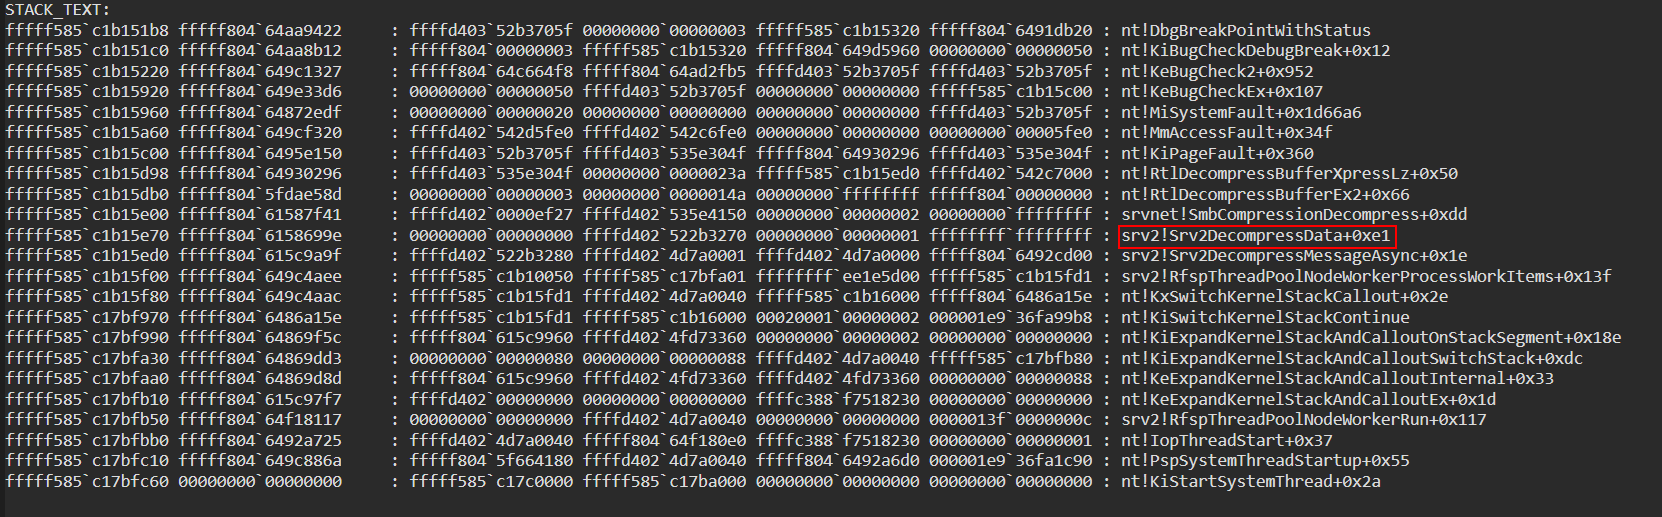 STACK_TEXT:
fffff585`c1b151b8 fffff804`64aa9422     : ffffd403`52b3705f 00000000`00000003 fffff585`c1b15320 fffff804`6491db20 : nt!DbgBreakPointWithStatus
fffff585`c1b151c0 fffff804`64aa8b12     : fffff804`00000003 fffff585`c1b15320 fffff804`649d5960 00000000`00000050 : nt!KiBugCheckDebugBreak+0x12
fffff585`c1b15220 fffff804`649c1327     : fffff804`64c664f8 fffff804`64ad2fb5 ffffd403`52b3705f ffffd403`52b3705f : nt!KeBugCheck2+0x952
fffff585`c1b15920 fffff804`649e33d6     : 00000000`00000050 ffffd403`52b3705f 00000000`00000000 fffff585`c1b15c00 : nt!KeBugCheckEx+0x107
fffff585`c1b15960 fffff804`64872edf     : 00000000`00000020 00000000`00000000 00000000`00000000 ffffd403`52b3705f : nt!MiSystemFault+0x1d66a6
fffff585`c1b15a60 fffff804`649cf320     : ffffd402`542d5fe0 ffffd402`542c6fe0 00000000`00000000 00000000`00005fe0 : nt!MmAccessFault+0x34f
fffff585`c1b15c00 fffff804`6495e150     : ffffd403`52b3705f ffffd403`535e304f fffff804`64930296 ffffd403`535e304f : nt!KiPageFault+0x360
fffff585`c1b15d98 fffff804`64930296     : ffffd403`535e304f 00000000`0000023a fffff585`c1b15ed0 ffffd402`542c7000 : nt!RtlDecompressBufferXpressLz+0x50
fffff585`c1b15db0 fffff804`5fdae58d     : 00000000`00000003 00000000`0000014a 00000000`ffffffff fffff804`00000000 : nt!RtlDecompressBufferEx2+0x66
fffff585`c1b15e00 fffff804`61587f41     : ffffd402`0000ef27 ffffd402`535e4150 00000000`00000002 00000000`ffffffff : srvnet!SmbCompressionDecompress+0xdd
fffff585`c1b15e70 fffff804`6158699e     : 00000000`00000000 ffffd402`522b3270 00000000`00000001 ffffffff`ffffffff : srv2!Srv2DecompressData+0xe1
fffff585`c1b15ed0 fffff804`615c9a9f     : ffffd402`522b3280 ffffd402`4d7a0001 ffffd402`4d7a0000 fffff804`6492cd00 : srv2!Srv2DecompressMessageAsync+0x1e
fffff585`c1b15f00 fffff804`649c4aee     : fffff585`c1b10050 fffff585`c17bfa01 ffffffff`ee1e5d00 fffff585`c1b15fd1 : srv2!RfspThreadPoolNodeWorkerProcessWorkItems+0x13f
fffff585`c1b15f80 fffff804`649c4aac     : fffff585`c1b15fd1 ffffd402`4d7a0040 fffff585`c1b16000 fffff804`6486a15e : nt!KxSwitchKernelStackCallout+0x2e
fffff585`c17bf970 fffff804`6486a15e     : fffff585`c1b15fd1 fffff585`c1b16000 00020001`00000002 000001e9`36fa99b8 : nt!KiSwitchKernelStackContinue
fffff585`c17bf990 fffff804`64869f5c     : fffff804`615c9960 ffffd402`4fd73360 00000000`00000002 00000000`00000000 : nt!KiExpandKernelStackAndCalloutOnStackSegment+0x18e
fffff585`c17bfa30 fffff804`64869dd3     : 00000000`00000080 00000000`00000088 ffffd402`4d7a0040 fffff585`c17bfb80 : nt!KiExpandKernelStackAndCalloutSwitchStack+0xdc
fffff585`c17bfaa0 fffff804`64869d8d     : fffff804`615c9960 ffffd402`4fd73360 ffffd402`4fd73360 00000000`00000088 : nt!KeExpandKernelStackAndCalloutInternal+0x33
fffff585`c17bfb10 fffff804`615c97f7     : ffffd402`00000000 00000000`00000000 ffffc388`f7518230 00000000`00000000 : nt!KeExpandKernelStackAndCalloutEx+0x1d
fffff585`c17bfb50 fffff804`64f18117     : 00000000`00000000 ffffd402`4d7a0040 00000000`00000000 0000013f`0000000c : srv2!RfspThreadPoolNodeWorkerRun+0x117
fffff585`c17bfbb0 fffff804`6492a725     : ffffd402`4d7a0040 fffff804`64f180e0 ffffc388`f7518230 00000000`00000001 : nt!IopThreadStart+0x37
fffff585`c17bfc10 fffff804`649c886a     : fffff804`5f664180 ffffd402`4d7a0040 fffff804`6492a6d0 000001e9`36fa1c90 : nt!PspSystemThreadStartup+0x55
fffff585`c17bfc60 00000000`00000000     : fffff585`c17c0000 fffff585`c17ba000 00000000`00000000 00000000`00000000 : nt!KiStartSystemThread+0x2a